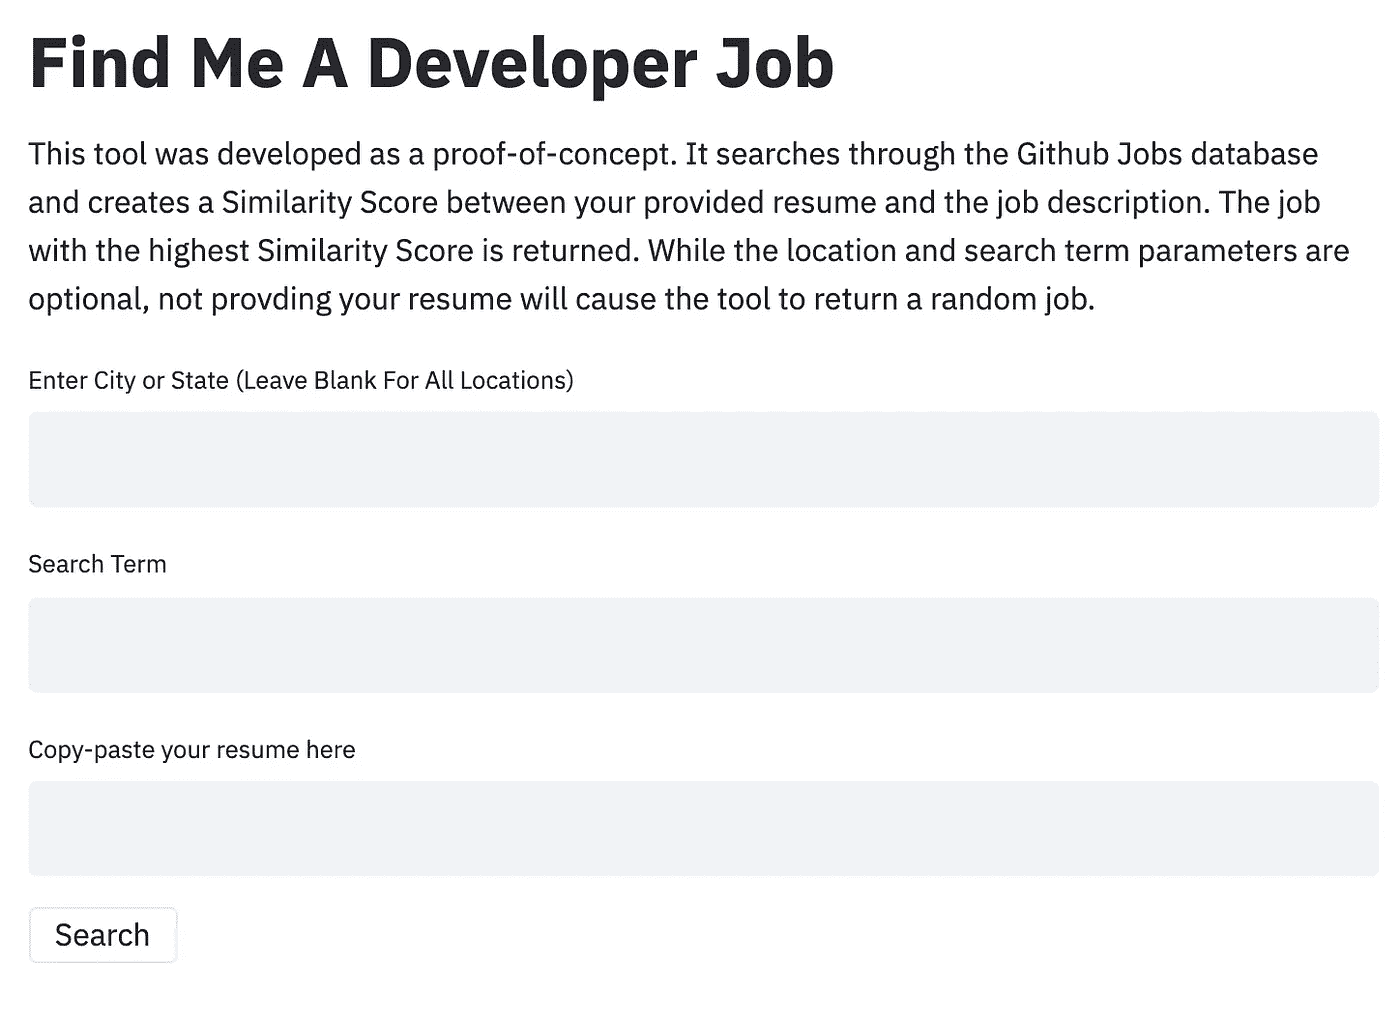 Find Me A Developer Job
This tool was developed as a proof-of-concept. It searches through the Github Jobs database
and creates a Similarity Score between your provided resume and the job description. The job
with the highest Similarity Score is returned. While the location and search term parameters are
optional, not provding your resume will cause the tool to return a random job.
Enter City or State (Leave Blank For All Locations)
Search Term
Copy-paste your resume here
Search